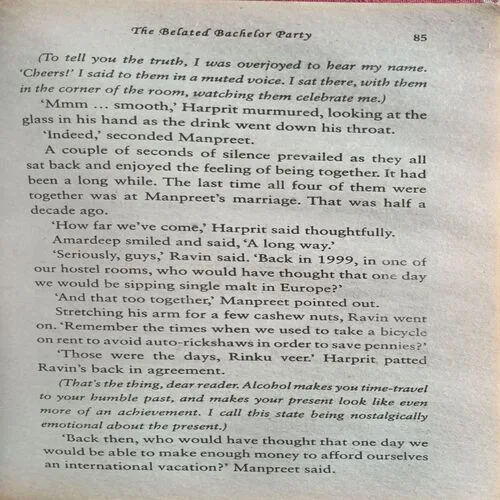 The Belated Bachelor Party
85
(To tell you the truth, I was overjoyed to hear my name.
'Cheers!' I said to them in a muted voice. I sat there, with them
in the corner of the room, watching them celebrate me.)
'Mmm ... smooth,' Harprit murmured, looking at the
glass in his hand as the drink went down his throat.
'Indeed,' seconded Manpreet.
A couple of seconds of silence prevailed as they all
sat back and enjoyed the feeling of being together. It had
been a long while. The last time all four of them were
together was at Manpreet's marriage. That was half a
decade ago.
'How far we've come,' Harprit said thoughtfully.
Amardeep smiled and said, 'A long way.'
'Seriously, guys,' Ravin said. 'Back in 1999, in one of
our hostel rooms, who would have thought that one day
we would be sipping single malt in Europe?'
'And that too together,' Manpreet pointed out.
Stretching his arm for a few cashew nuts, Ravin went
on. 'Remember the times when we used to take a bicycle
on rent to avoid auto-rickshaws in order to save pennies?'
'Those were the days, Rinku veer.' Harprit patted
Ravin's back in agreement.
(That's the thing, dear reader. Alcohol makes you time-travel
to your humble past, and makes your present look like even
more of an achievement. I call this state being nostalgically
emotional about the present.)
'Back then, who would have thought that one day we
would be able to make enough money to afford ourselves
an international vacation?' Manpreet said.